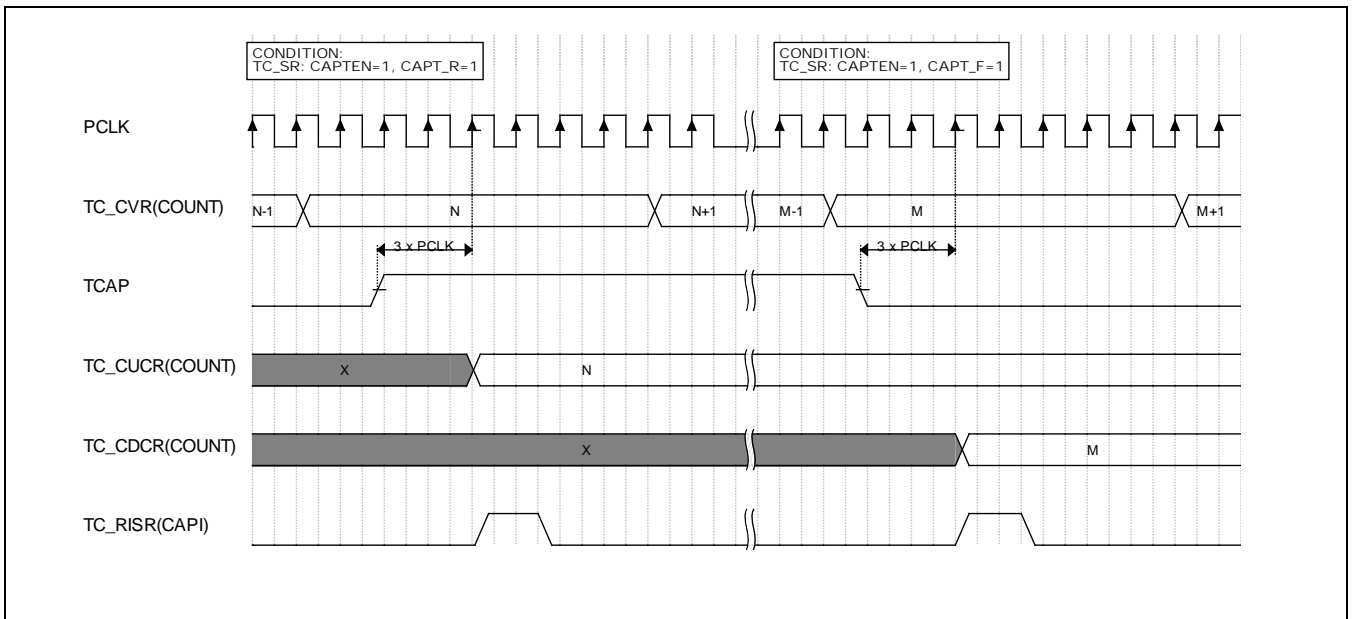 CONDITION:
TC_SR: CAPTEN=1, CAPT_R=1
CONDITION:
TC_SR: CAPTEN=1, CAPT_F=1
PCLK
TC_CVR(COUNT)
N-1
N
N+1
M-1
M
M+1
3 x PCLK
3 x PCLK
TCAP
TC_CUCR(COUNT)
X
N
TC_CDCR(COUNT)
X
M
TC_RISR(CAPI)